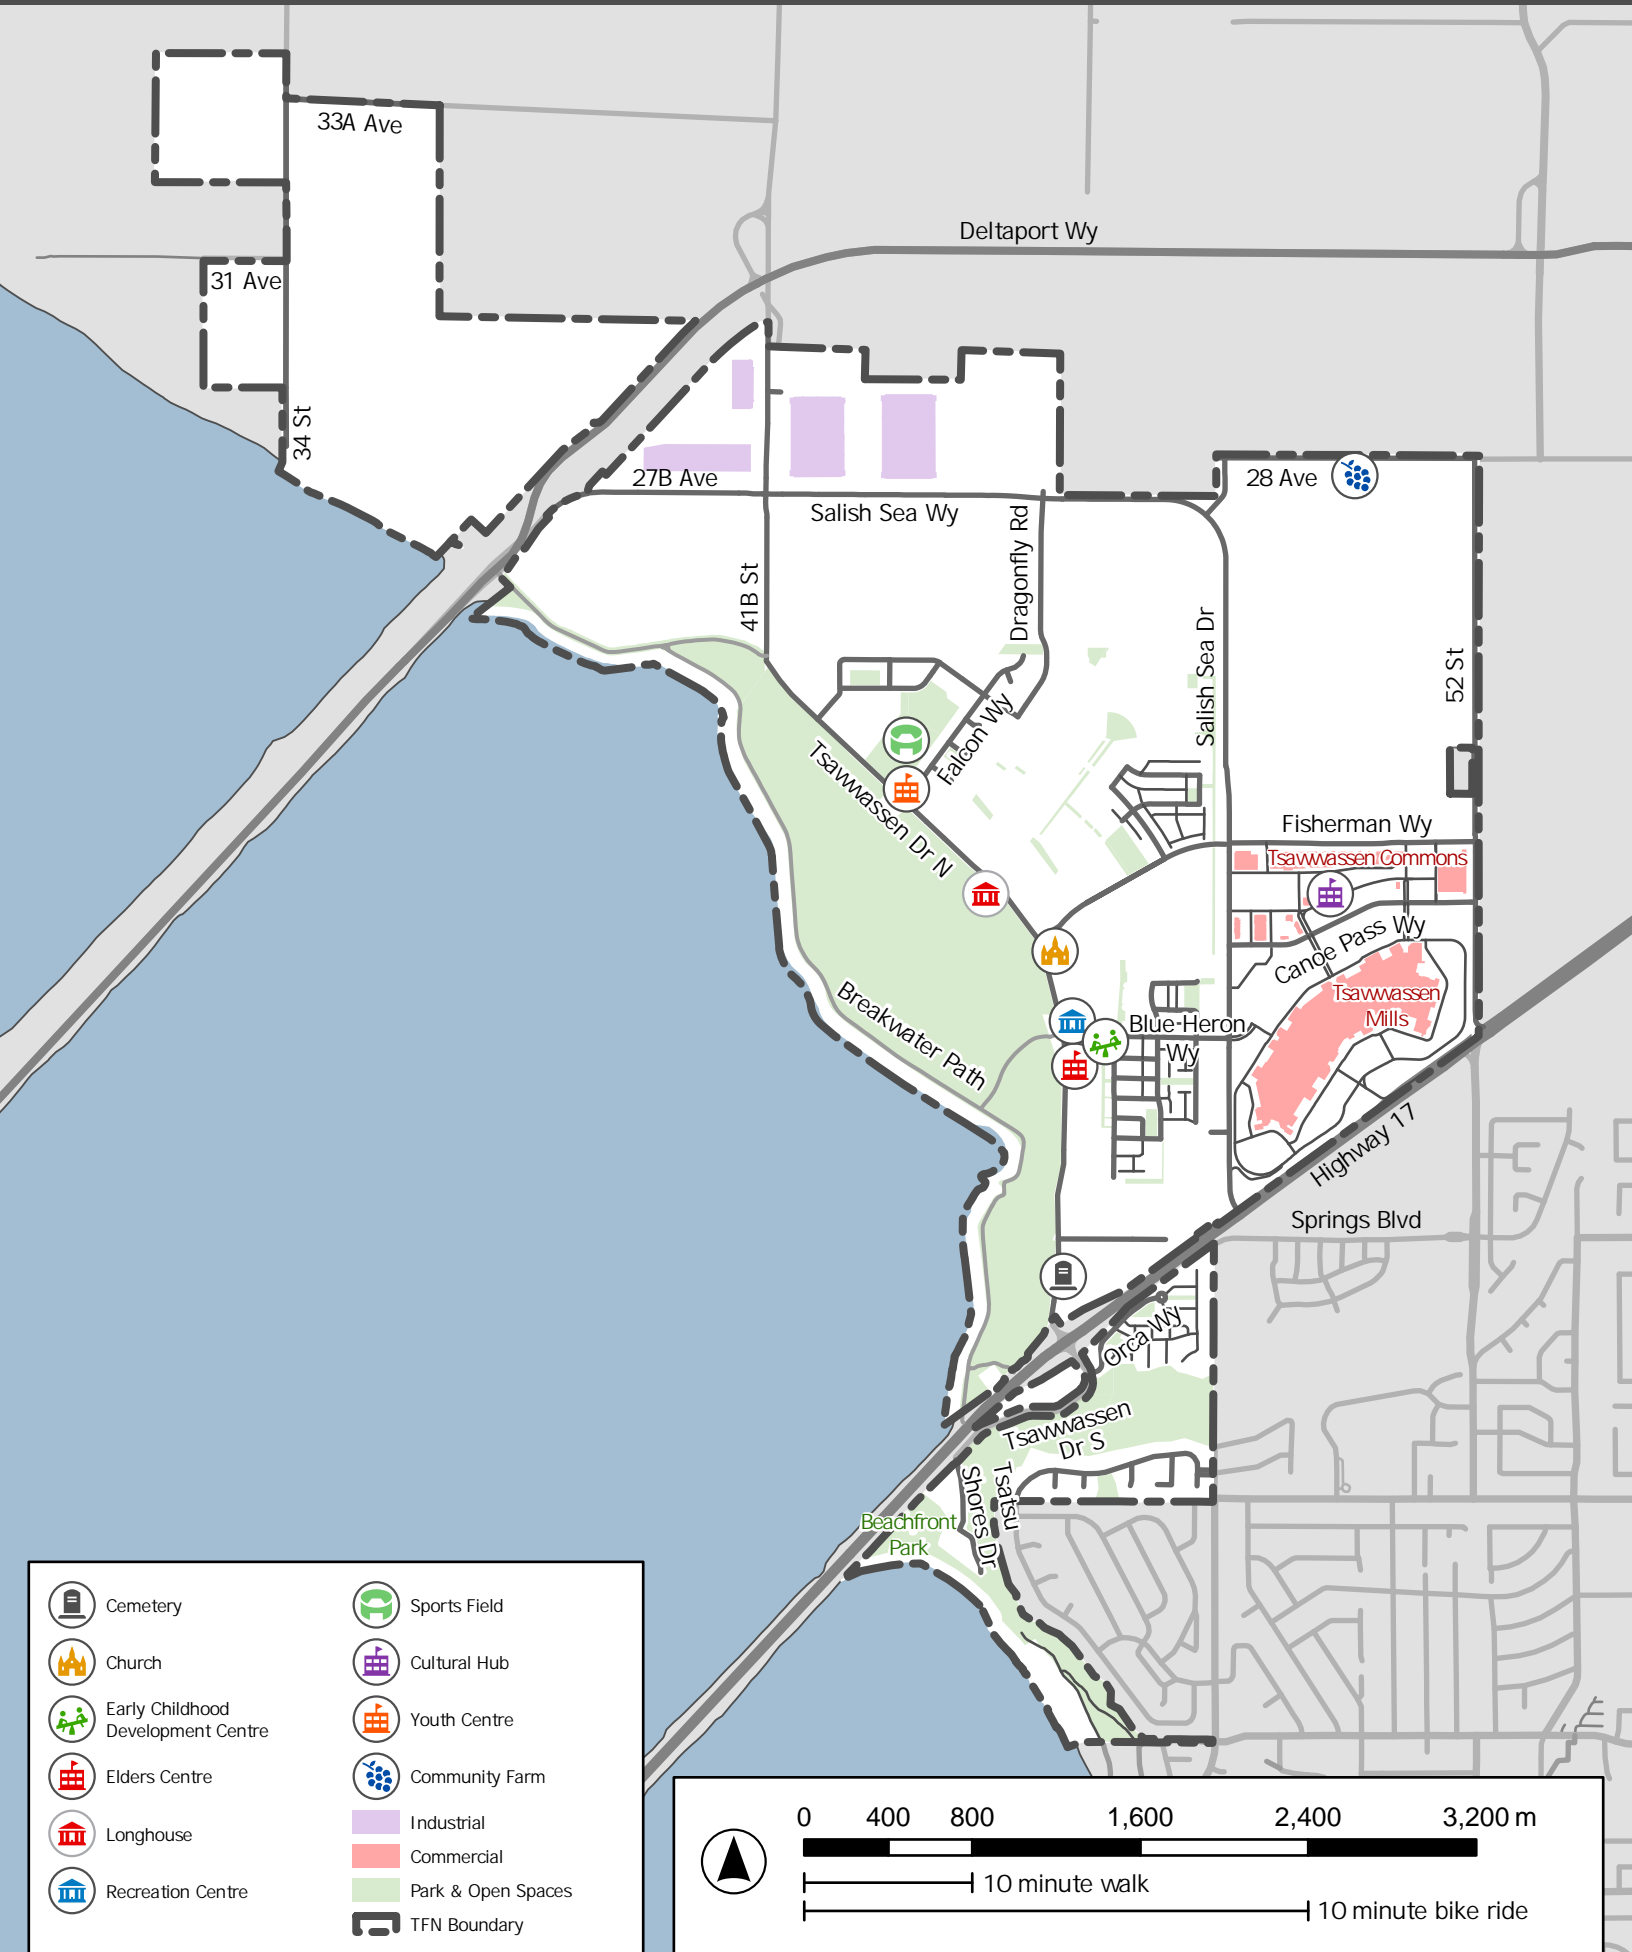 33A Ave
Deltaport Wy
31 Ave
34 St
27B Ave
28 Ave
Salish Sea Wy
Dragonfly Rd
41B St
Salish Sea Dr
52 St
Falcon Wy
Tsawwassen Dr N
Fisherman Wy
Tsawwassen Commons
Canoe Pass Wy
Tsawwassen
Mills
Breakwater Path
Blue Heron
Wy
Highway 17
Springs Blvd
Orca Wy
Tsawwassen
Dr S
Tsatsu
Shores Dr
Beachfront
Park
Cemetery
Church
Early Childhood
Development Centre
Elders Centre
Longhouse
Recreation Centre
Sports Field
Cultural Hub
Youth Centre
Community Farm
Industrial
Commercial
Park & Open Spaces
TFN Boundary
0 400 800 1,600 2,400 3,200 m
10 minute walk
10 minute bike ride